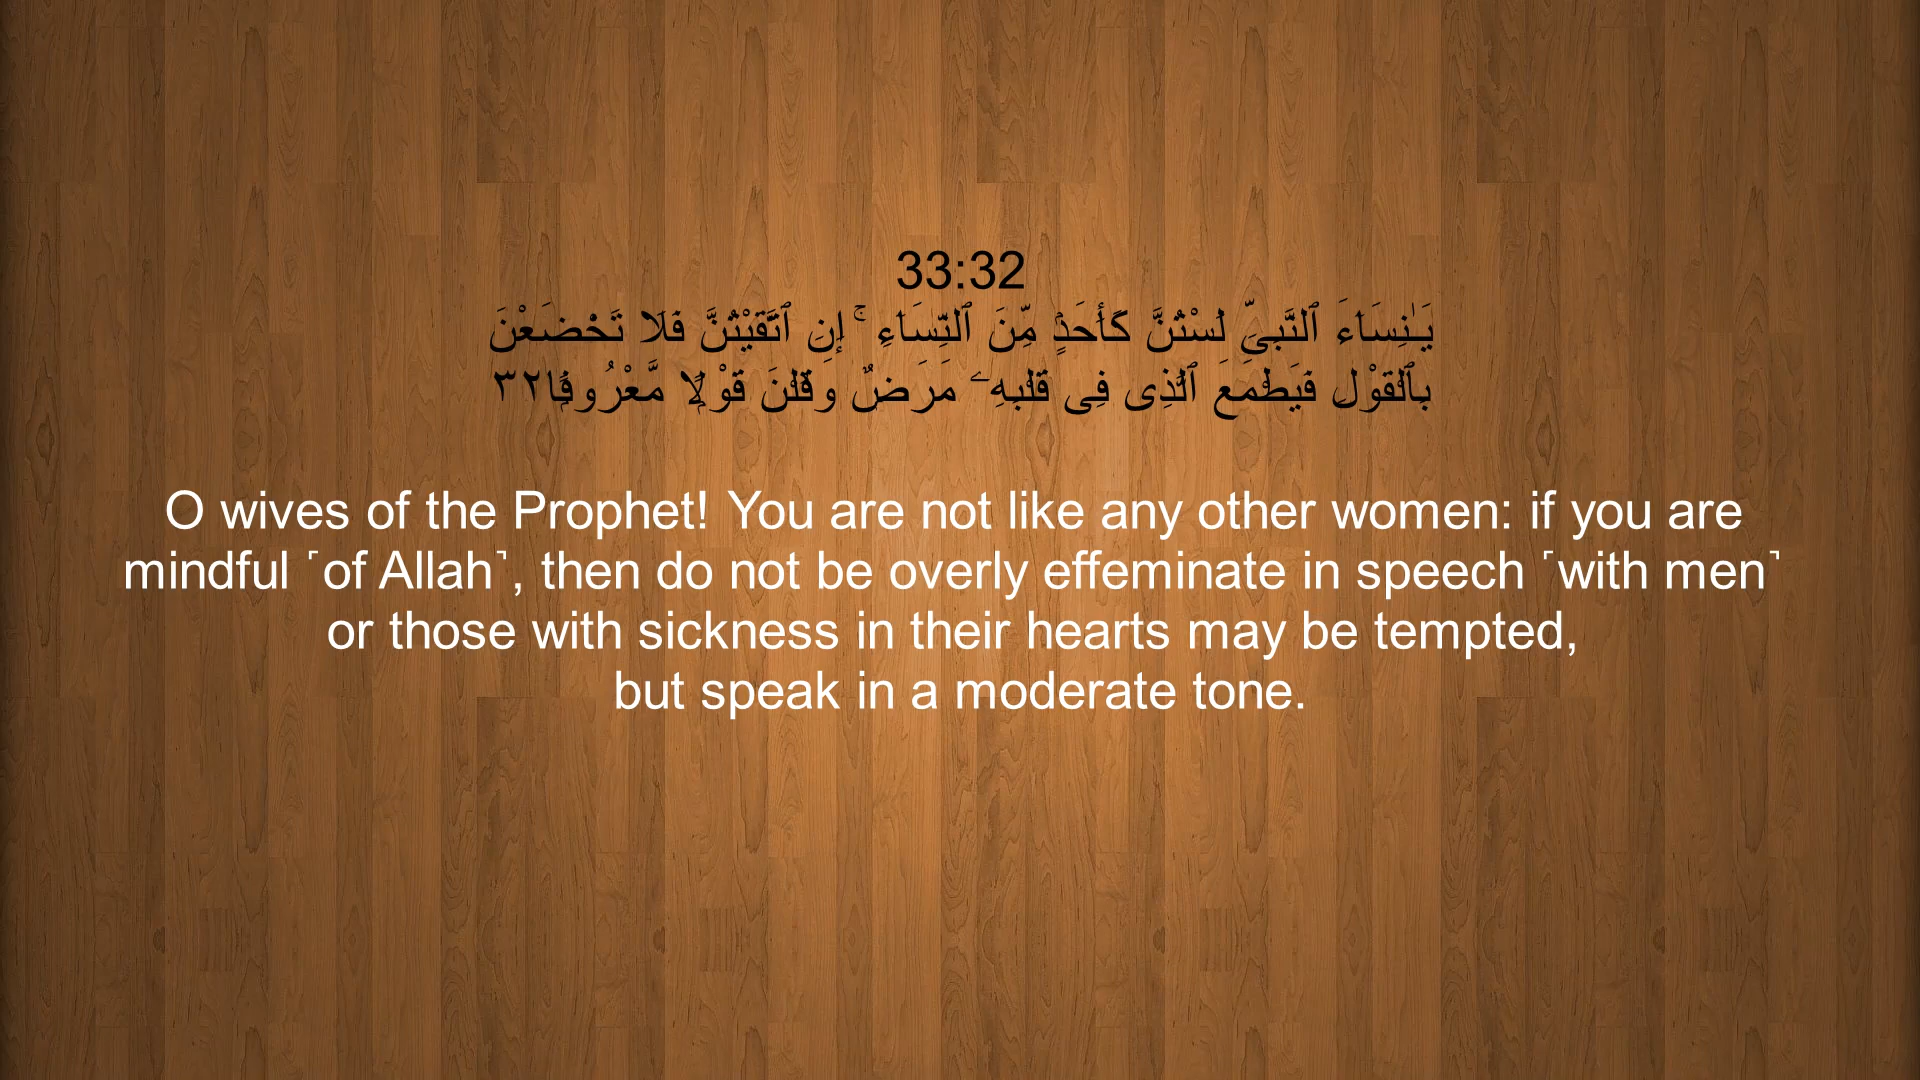 33:32
يَـٰنِسَآءَ ٱلنَّبِىِّ لَسْتُنَّ كَأَحَدٍۢ مِّنَ ٱلنِّسَآءِ ۚ إِنِ ٱتَّقَيْتُنَّ فَلَا تَخْضَعْنَ
بِٱلْقَوْلِ فَيَطْمَعَ ٱلَّذِى فِى قَلْبِهِۦ مَرَضٌۭ وَقُلْنَ قَوْلًۭا مَّعْرُوفًۭا ٣٢
O wives of the Prophet! You are not like any other women: if you are
mindful ˹of Allah˺, then do not be overly effeminate in speech ˹with men˺
or those with sickness in their hearts may be tempted,
but speak in a moderate tone.